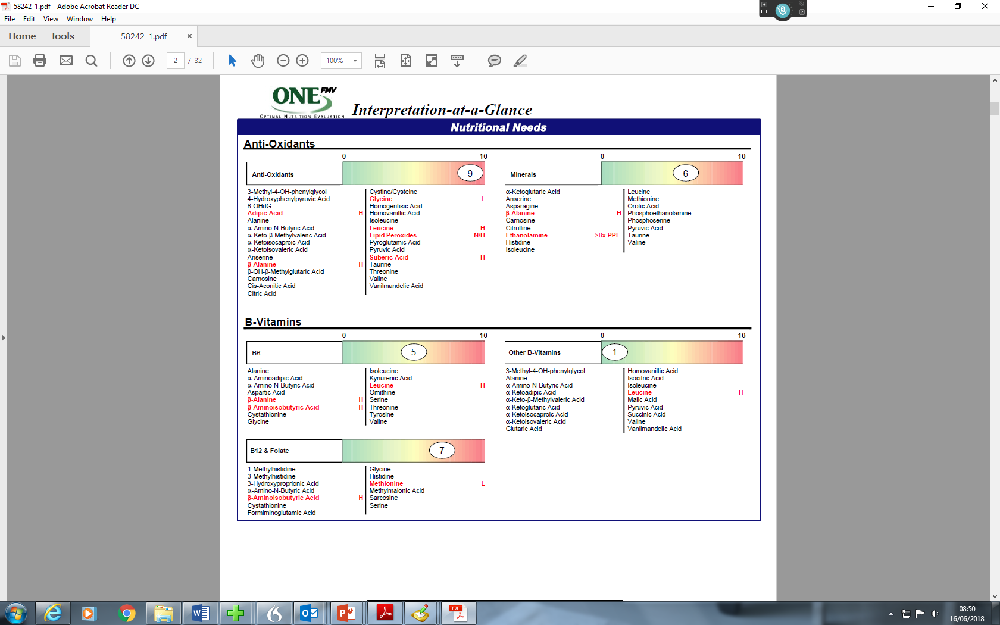 58242_1.pdf - Adobe Acrobat Reader DC
File Edit View Window Help
Home Tools 58242_1.pdf ×
2 / 32 100%
ONE FMV
OPTIMAL NUTRITION EVALUATION
Interpretation-at-a-Glance
Nutritional Needs
Anti-Oxidants
0 10
Anti-Oxidants 9
3-Methyl-4-OH-phenylglycol
4-Hydroxyphenylpyruvic Acid
8-OHdG
Adipic Acid H
Alanine
α-Amino-N-Butyric Acid
α-Keto-β-Methylvaleric Acid
α-Ketoisocaproic Acid
α-Ketoisovaleric Acid
Anserine
β-Alanine H
β-OH-β-Methylglutaric Acid
Carnosine
Cis-Aconitic Acid
Citric Acid
Cystine/Cysteine
Glycine L
Homogentisic Acid
Homovanillic Acid
Isoleucine
Leucine H
Lipid Peroxides N/H
Pyroglutamic Acid
Pyruvic Acid
Suberic Acid H
Taurine
Threonine
Valine
Vanilmandelic Acid
0 10
Minerals 6
α-Ketoglutaric Acid
Anserine
Asparagine
β-Alanine H
Carnosine
Citrulline
Ethanolamine >8x PPE
Histidine
Isoleucine
Leucine
Methionine
Orotic Acid
Phosphoethanolamine
Phosphoserine
Pyruvic Acid
Taurine
Valine
B-Vitamins
0 10
B6 5
Alanine
α-Aminoadipic Acid
α-Amino-N-Butyric Acid
Aspartic Acid
β-Alanine H
β-Aminoisobutyric Acid H
Cystathionine
Glycine
Isoleucine
Kynurenic Acid
Leucine H
Ornithine
Serine
Threonine
Tyrosine
Valine
0 10
Other B-Vitamins 1
3-Methyl-4-OH-phenylglycol
Alanine
α-Amino-N-Butyric Acid
α-Ketoadipic Acid
α-Keto-β-Methylvaleric Acid
α-Ketoglutaric Acid
α-Ketoisocaproic Acid
α-Ketoisovaleric Acid
Glutaric Acid
Homovanillic Acid
Isocitric Acid
Isoleucine
Leucine H
Malic Acid
Pyruvic Acid
Succinic Acid
Valine
Vanilmandelic Acid
B12 & Folate 7
1-Methylhistidine
3-Methylhistidine
3-Hydroxyproprionic Acid
α-Amino-N-Butyric Acid
β-Aminoisobutyric Acid H
Cystathionine
Formiminoglutamic Acid
Glycine
Histidine
Methionine L
Methylmalonic Acid
Sarcosine
Serine
08:50
16/06/2018